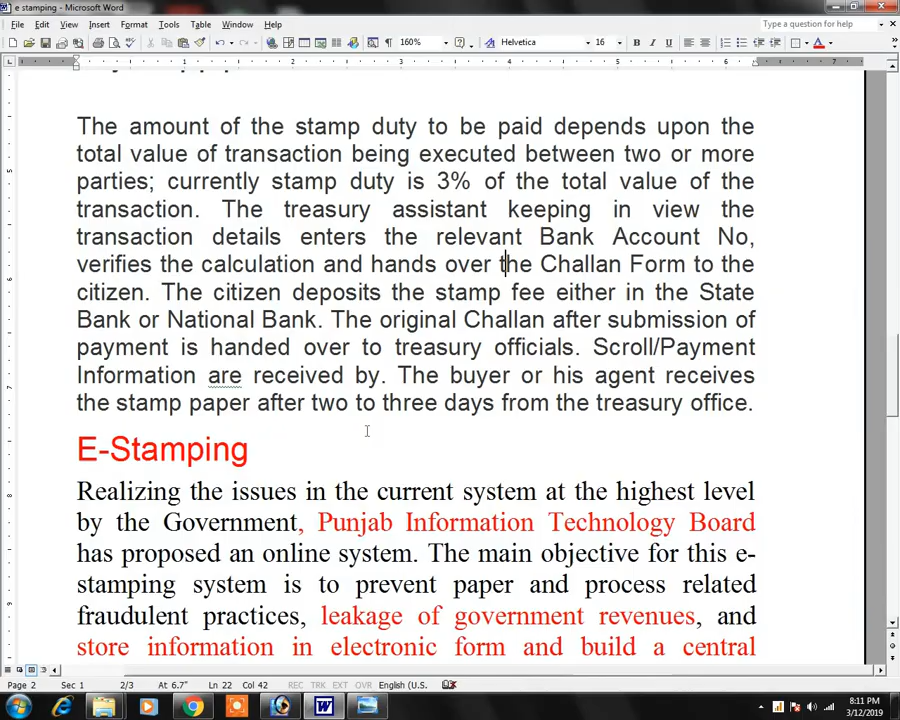 e stamping - Microsoft Word
File Edit View Insert Format Tools Table Window Help
Type a question for help
160% Helvetica 16 B I U
1 2 3 4 5 6 7
The amount of the stamp duty to be paid depends upon the
total value of transaction being executed between two or more
parties; currently stamp duty is 3% of the total value of the
transaction. The treasury assistant keeping in view the
transaction details enters the relevant Bank Account No,
verifies the calculation and hands over the Challan Form to the
citizen. The citizen deposits the stamp fee either in the State
Bank or National Bank. The original Challan after submission of
payment is handed over to treasury officials. Scroll/Payment
Information are received by. The buyer or his agent receives
the stamp paper after two to three days from the treasury office.
E-Stamping
Realizing the issues in the current system at the highest level
by the Government, Punjab Information Technology Board
has proposed an online system. The main objective for this e-
stamping system is to prevent paper and process related
fraudulent practices, leakage of government revenues, and
store information in electronic form and build a central
Page 2 Sec 1 2/3 At 6.7" Ln 22 Col 42 REC TRK EXT OVR English (U.S.
8:11 PM
3/12/2019